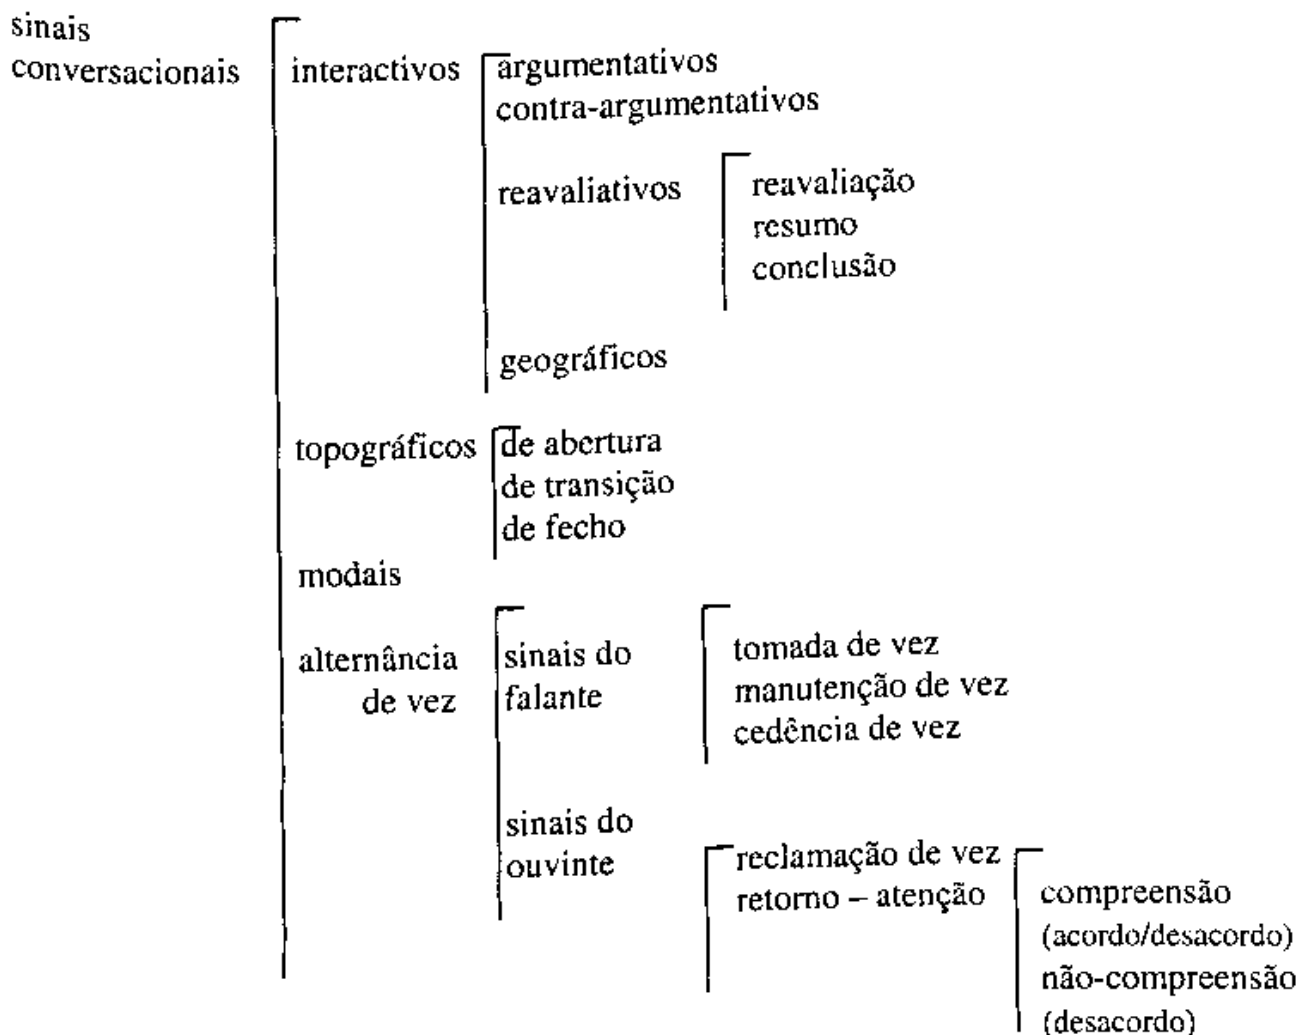 sinais
conversacionais
interactivos
argumentativos
contra-argumentativos
reavaliativos
reavaliação
resumo
conclusão
geográficos
topográficos
de abertura
de transição
de fecho
modais
alternância
de vez
sinais do
falante
tomada de vez
manutenção de vez
cedência de vez
sinais do
ouvinte
reclamação de vez
retorno – atenção
compreensão
(acordo/desacordo)
não-compreensão
(desacordo)